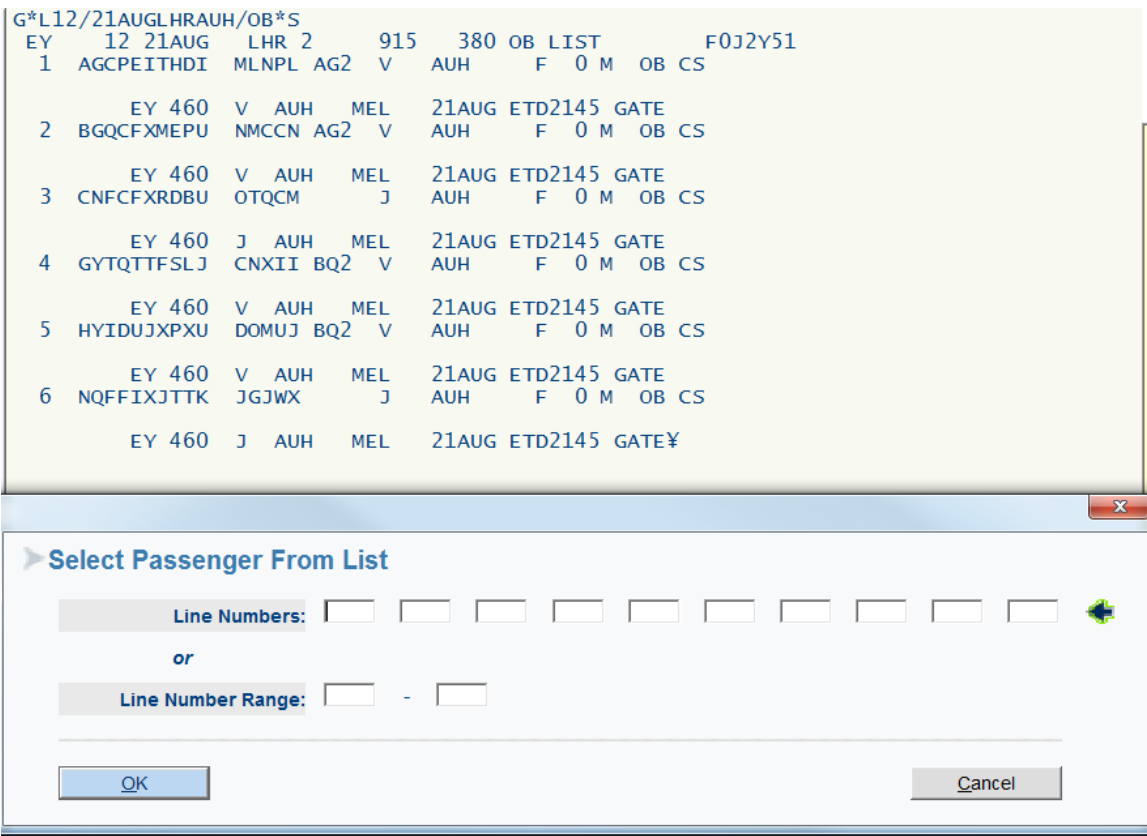 G*L12/21AUGLHRAUH/OB*S
EY 12 21AUG LHR 2 915 380 OB LIST F0J2Y51
1 AGCPEITHDI MLNPL AG2 V AUH F 0 M OB CS
EY 460 V AUH MEL 21AUG ETD2145 GATE
2 BGQCFXMEPU NMCCN AG2 V AUH F 0 M OB CS
EY 460 V AUH MEL 21AUG ETD2145 GATE
3 CNFCFXRDBU OTQCM J AUH F 0 M OB CS
EY 460 J AUH MEL 21AUG ETD2145 GATE
4 GYTQTTFSLJ CNXII BQ2 V AUH F 0 M OB CS
EY 460 V AUH MEL 21AUG ETD2145 GATE
5 HYIDUJXPXU DOMUJ BQ2 V AUH F 0 M OB CS
EY 460 V AUH MEL 21AUG ETD2145 GATE
6 NQFFIXJTTK JGJWX J AUH F 0 M OB CS
EY 460 J AUH MEL 21AUG ETD2145 GATE¥
Select Passenger From List
Line Numbers:
or
Line Number Range: -
OK Cancel